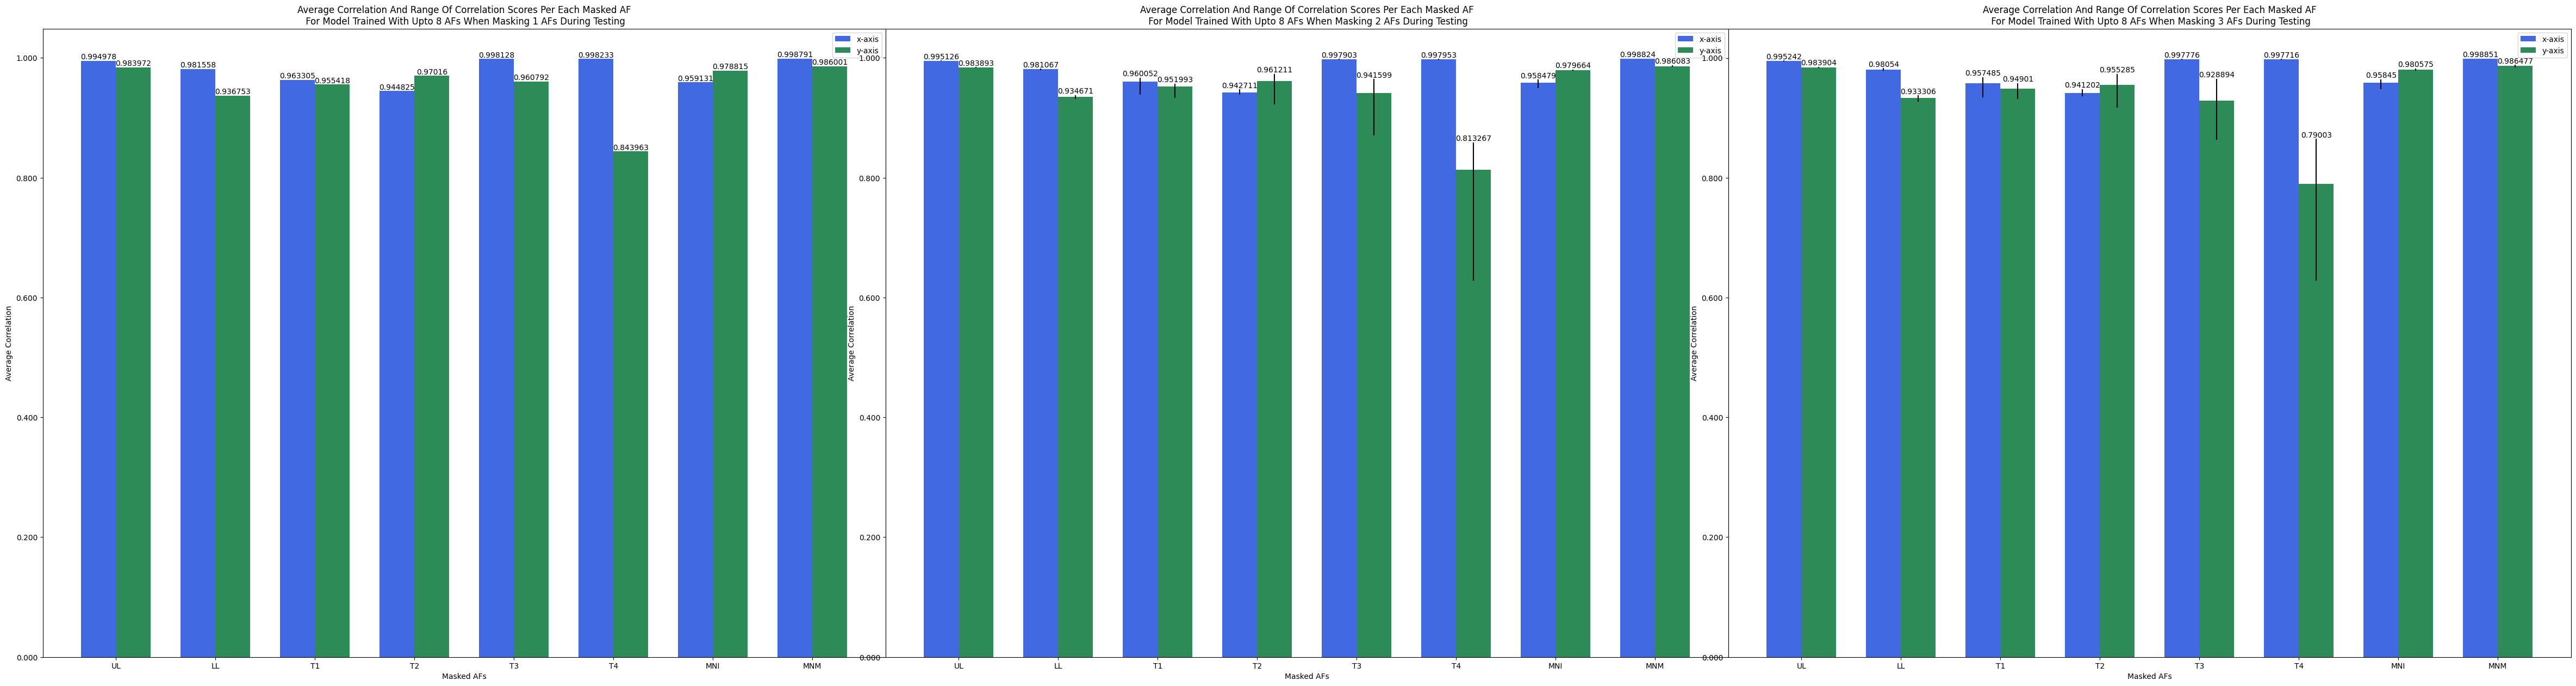 Average Correlation And Range Of Correlation Scores Per Each Masked AF
For Model Trained With Upto 8 AFs When Masking 1 AFs During Testing
x-axis
y-axis
1.000
0.800
0.600
0.400
0.200
0.000
Average Correlation
0.994978
0.983972
0.981558
0.936753
0.963305
0.955418
0.944825
0.97016
0.998128
0.960792
0.998233
0.843963
0.959131
0.978815
0.998791
0.986001
UL
LL
T1
T2
T3
T4
MNI
MNM
Masked AFs
Average Correlation And Range Of Correlation Scores Per Each Masked AF
For Model Trained With Upto 8 AFs When Masking 2 AFs During Testing
x-axis
y-axis
1.000
0.800
0.600
0.400
0.200
0.000
Average Correlation
0.995126
0.983893
0.981067
0.934671
0.960052
0.951993
0.942711
0.961211
0.997903
0.941599
0.997953
0.813267
0.958479
0.979664
0.998824
0.986083
UL
LL
T1
T2
T3
T4
MNI
MNM
Masked AFs
Average Correlation And Range Of Correlation Scores Per Each Masked AF
For Model Trained With Upto 8 AFs When Masking 3 AFs During Testing
x-axis
y-axis
1.000
0.800
0.600
0.400
0.200
0.000
Average Correlation
0.995242
0.983904
0.98054
0.933306
0.957485
0.94901
0.941202
0.955285
0.997776
0.928894
0.997716
0.79003
0.95845
0.980575
0.998851
0.986477
UL
LL
T1
T2
T3
T4
MNI
MNM
Masked AFs